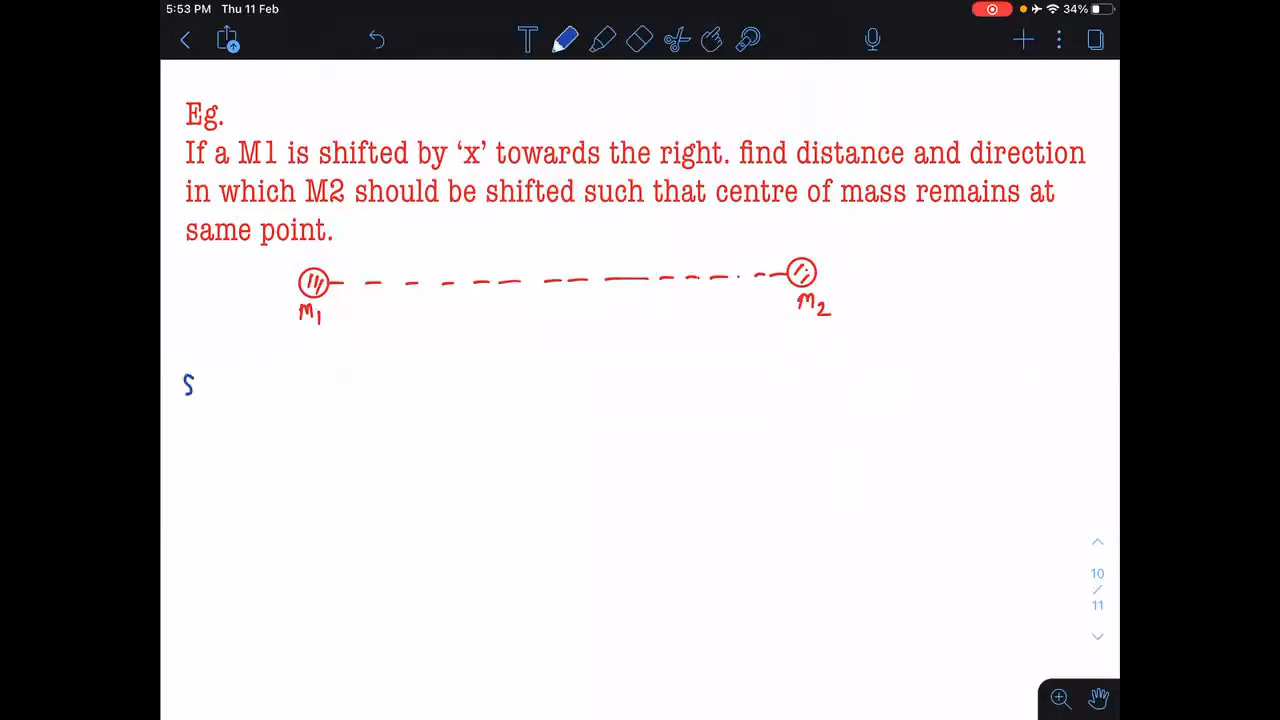 5:53 PM Thu 11 Feb
34%
T
Eg.
If a M1 is shifted by ‘x’ towards the right. find distance and direction
in which M2 should be shifted such that centre of mass remains at
same point.
M1
M2
S
10
/
11